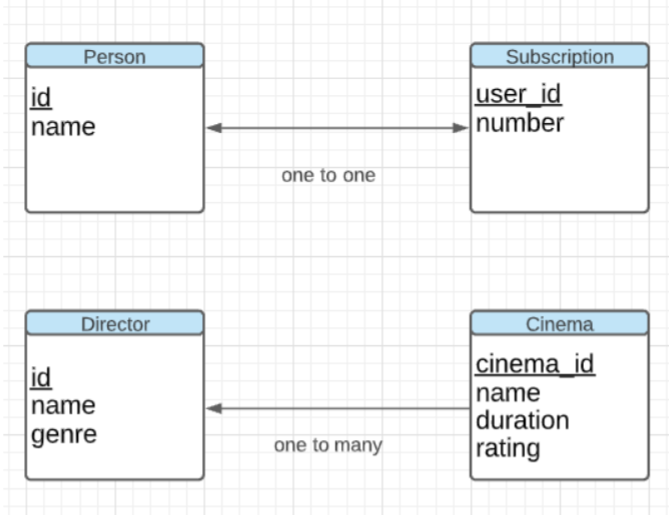 Person
id
name
Subscription
user_id
number
one to one
Director
id
name
genre
Cinema
cinema_id
name
duration
rating
one to many